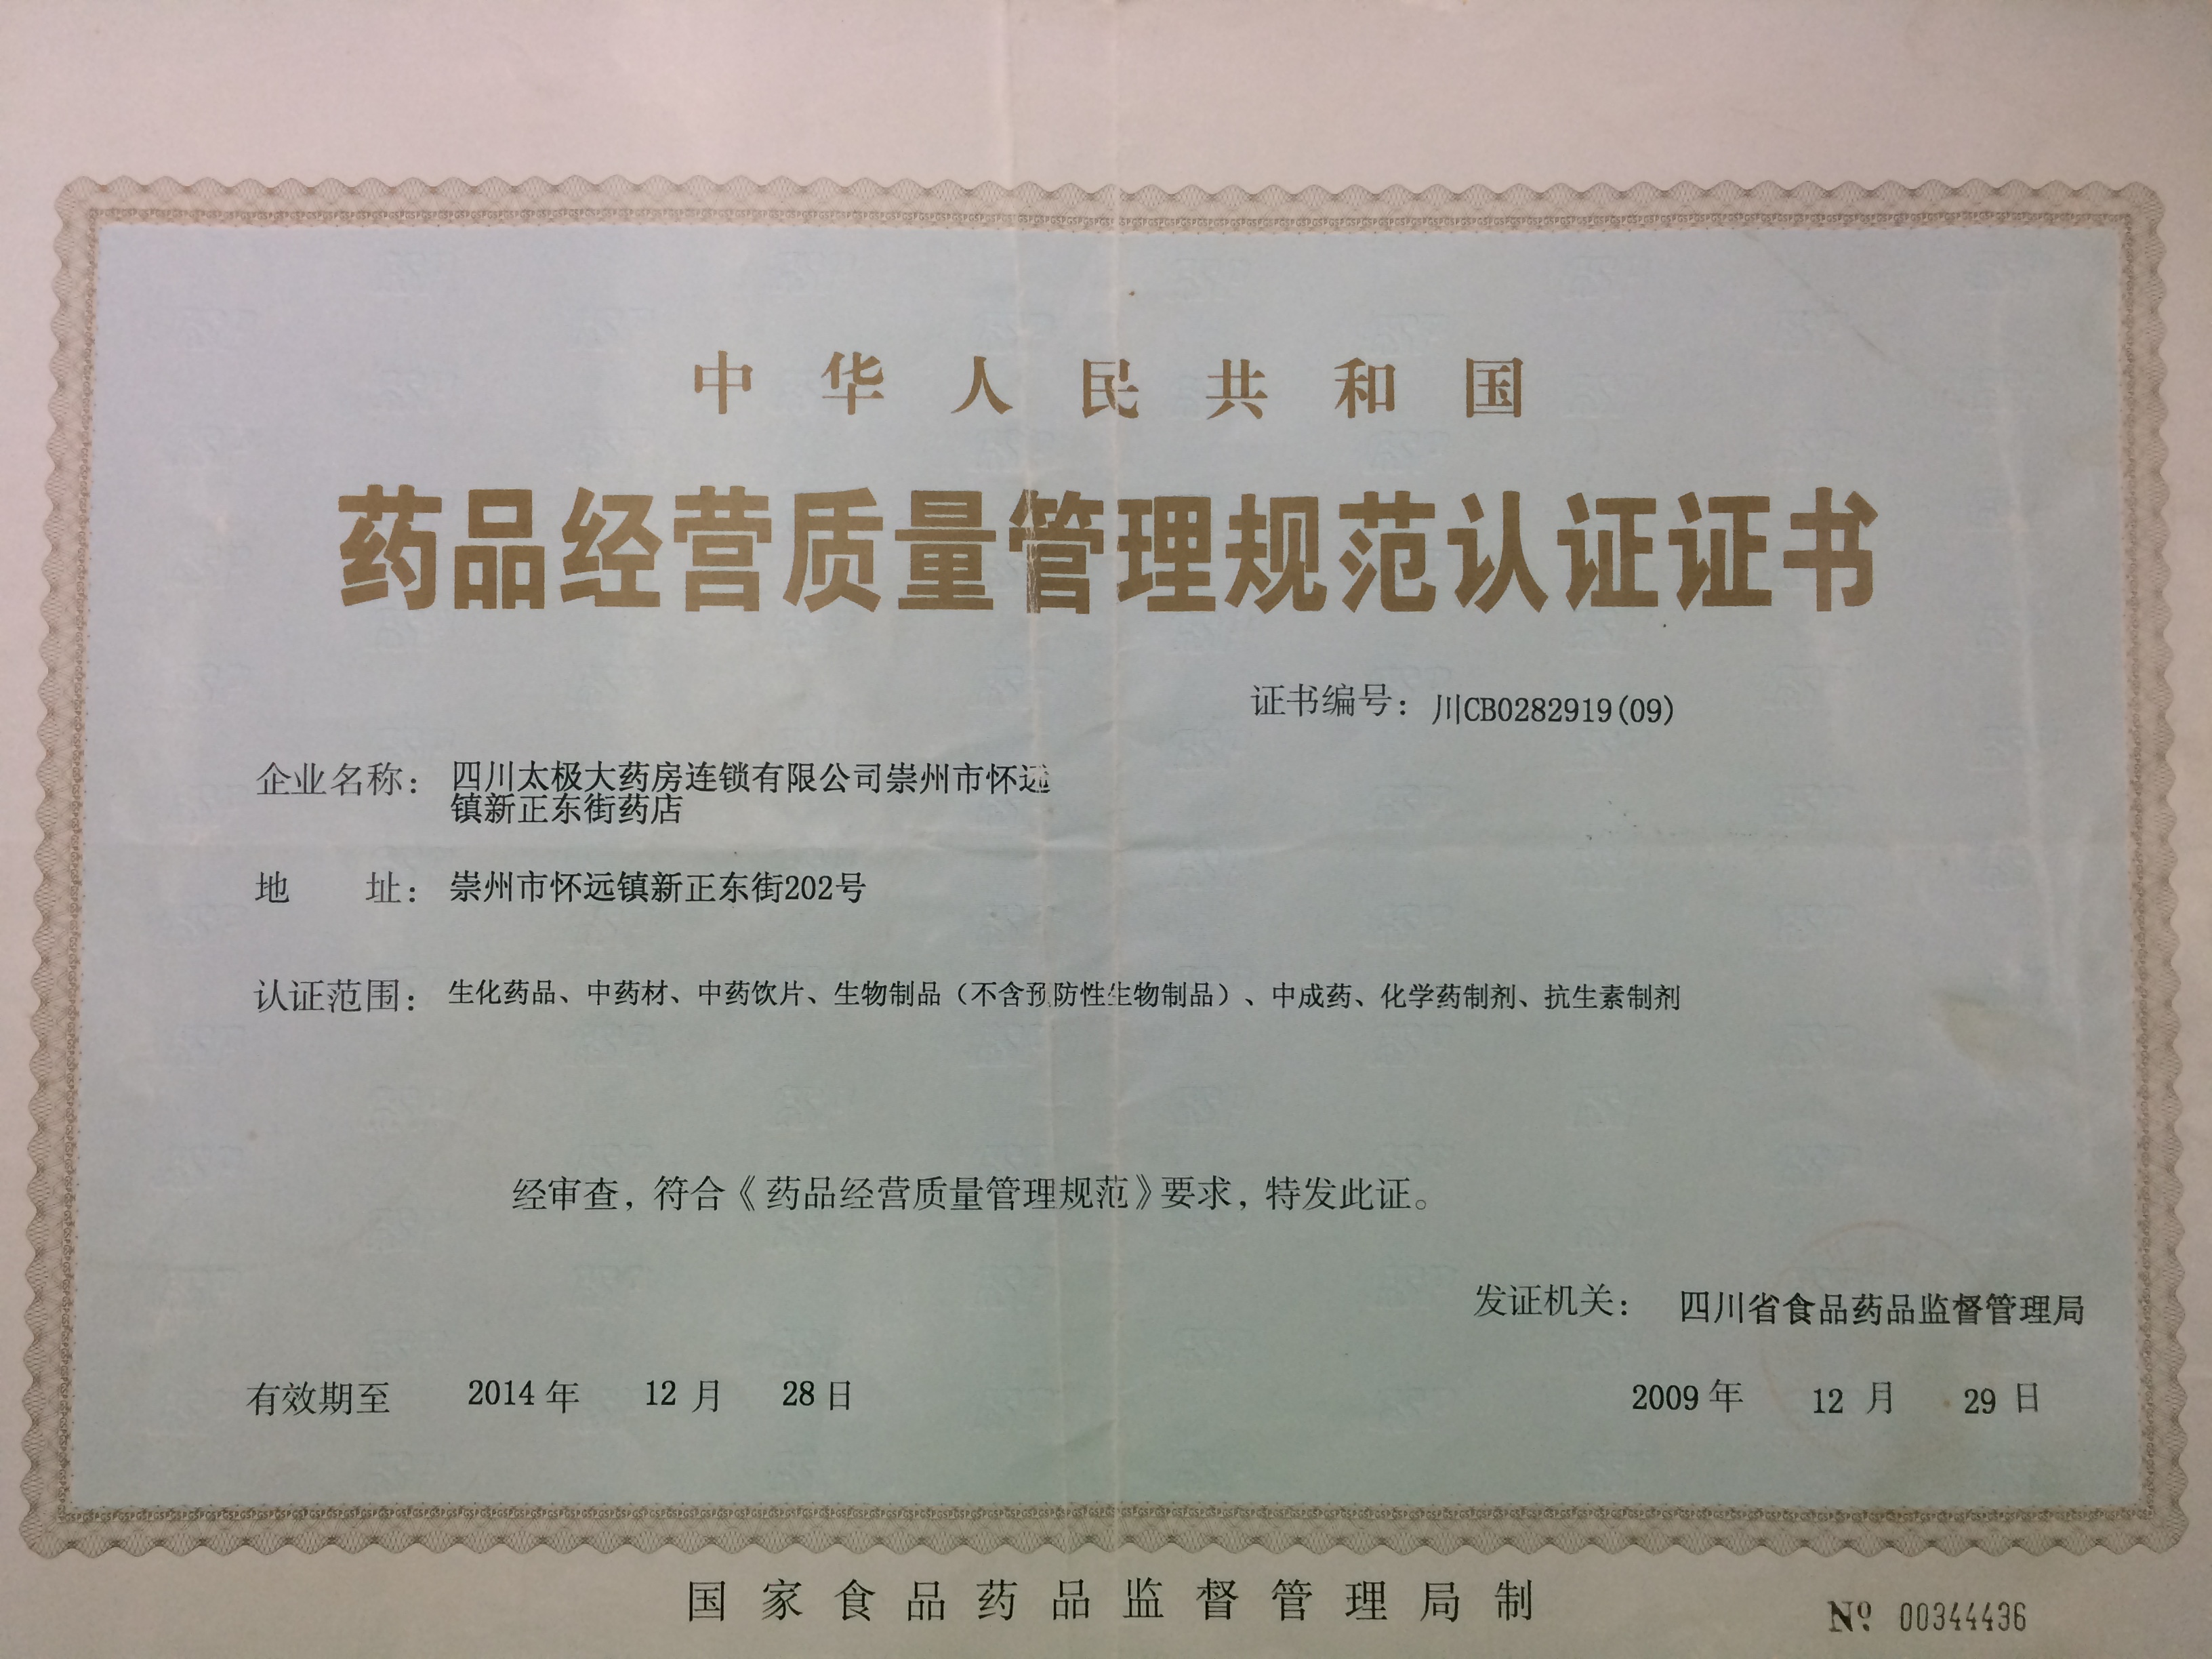 中华人民共和国
药品经营质量管理规范认证证书
证书编号：川CB0282919(09)
企业名称：四川太极大药房连锁有限公司崇州市怀远
镇新正东街药店
地 址：崇州市怀远镇新正东街202号
认证范围：生化药品、中药材、中药饮片、生物制品（不含预防性生物制品）、中成药、化学药制剂、抗生素制剂
经审查，符合《药品经营质量管理规范》要求，特发此证。
发证机关：四川省食品药品监督管理局
有效期至 2014年 12月 28日
2009年 12月 29日
国家食品药品监督管理局制
№ 00344436